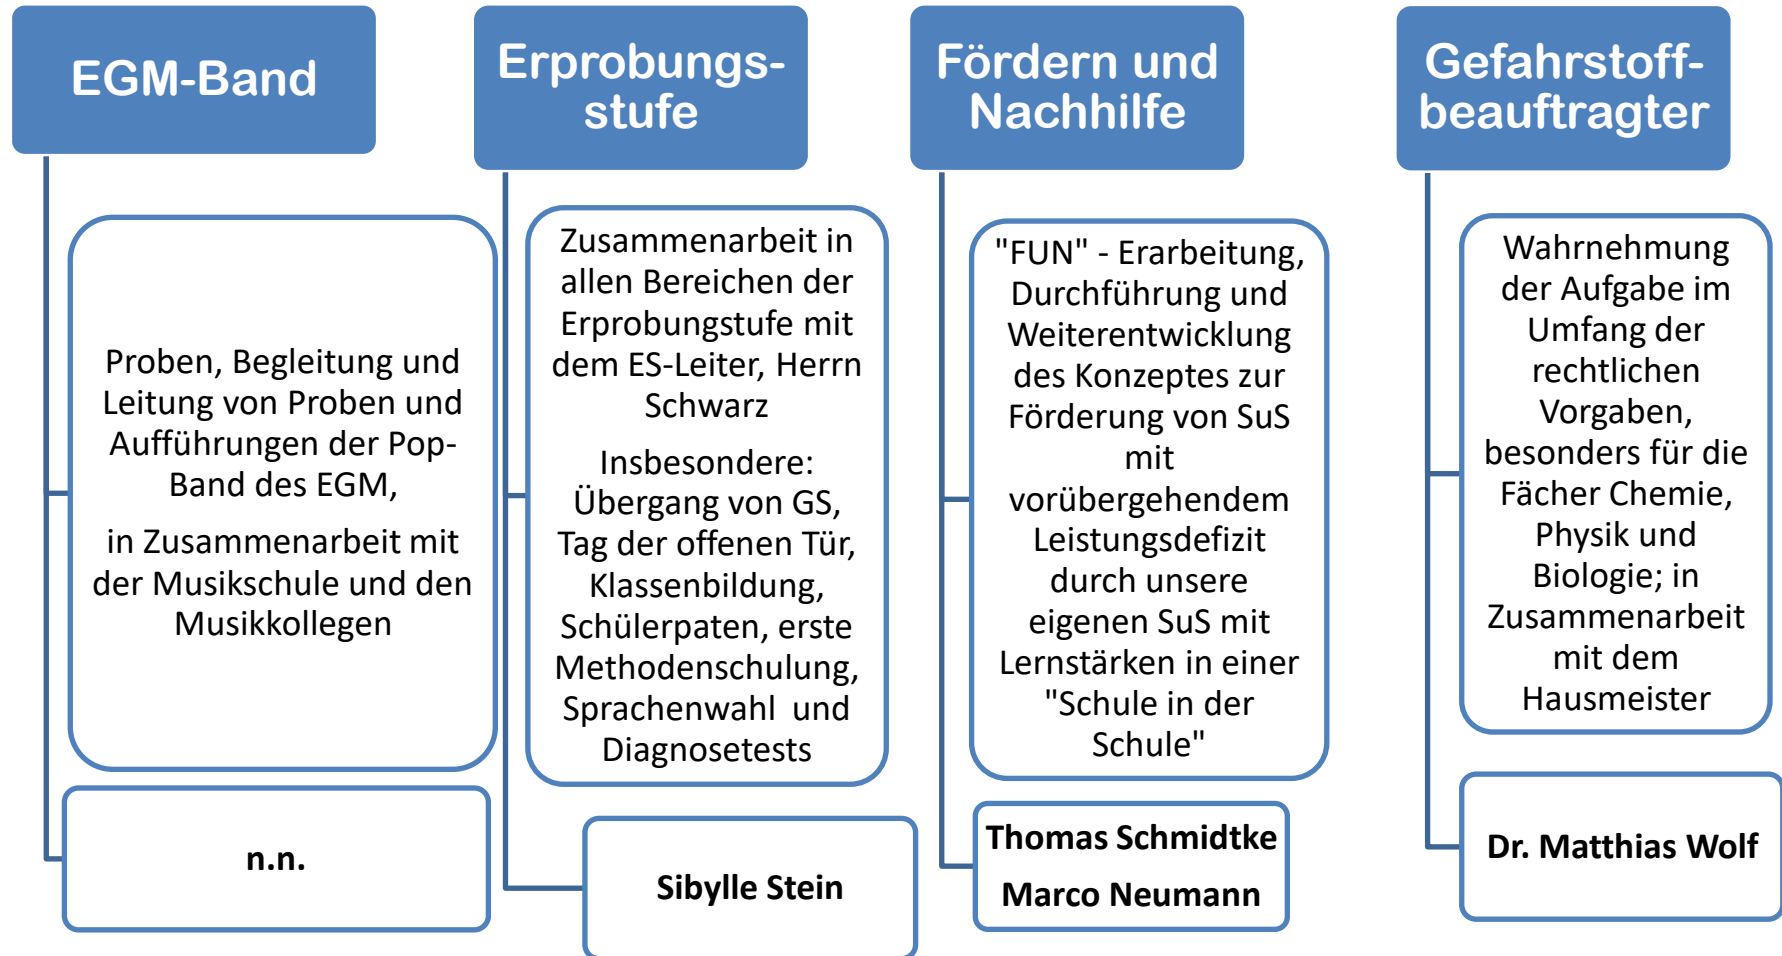 EGM-Band
Proben, Begleitung und
Leitung von Proben und
Aufführungen der Pop-
Band des EGM,
in Zusammenarbeit mit
der Musikschule und den
Musikkollegen
n.n.
Erprobungs-
stufe
Zusammenarbeit in
allen Bereichen der
Erprobungstufe mit
dem ES-Leiter, Herrn
Schwarz
Insbesondere:
Übergang von GS,
Tag der offenen Tür,
Klassenbildung,
Schülerpaten, erste
Methodenschulung,
Sprachenwahl und
Diagnosetests
Sibylle Stein
Fördern und
Nachhilfe
"FUN" - Erarbeitung,
Durchführung und
Weiterentwicklung
des Konzeptes zur
Förderung von SuS
mit
vorübergehendem
Leistungsdefizit
durch unsere
eigenen SuS mit
Lernstärken in einer
"Schule in der
Schule"
Thomas Schmidtke
Marco Neumann
Gefahrstoff-
beauftragter
Wahrnehmung
der Aufgabe im
Umfang der
rechtlichen
Vorgaben,
besonders für die
Fächer Chemie,
Physik und
Biologie; in
Zusammenarbeit
mit dem
Hausmeister
Dr. Matthias Wolf